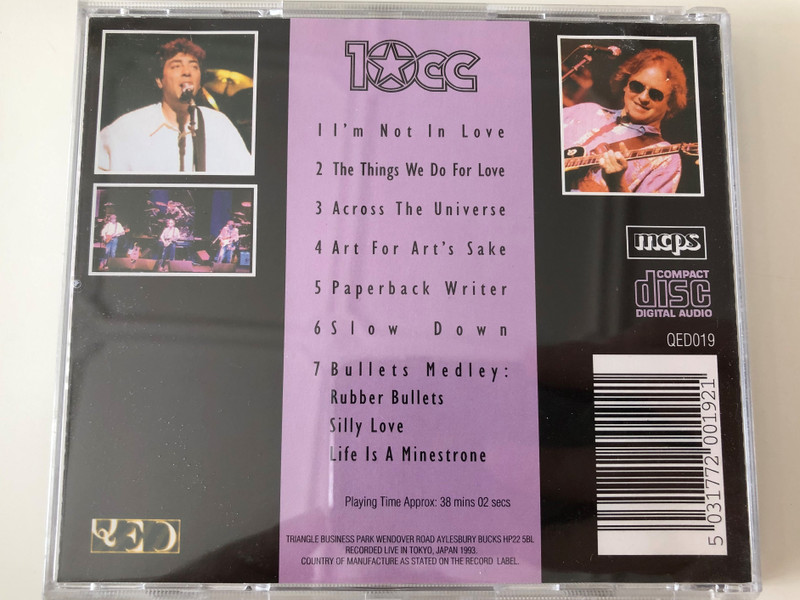 10cc
1 I'm Not In Love
2 The Things We Do For Love
3 Across The Universe
4 Art For Art's Sake
5 Paperback Writer
6 Slow Down
7 Bullets Medley:
Rubber Bullets
Silly Love
Life Is A Minestrone
Playing Time Approx: 38 mins 02 secs
TRIANGLE BUSINESS PARK WENDOVER ROAD AYLESBURY BUCKS HP22 5BL
RECORDED LIVE IN TOKYO, JAPAN 1993.
COUNTRY OF MANUFACTURE AS STATED ON THE RECORD LABEL.
mcps
COMPACT
disc
DIGITAL AUDIO
QED019
5 031772 001921
QED